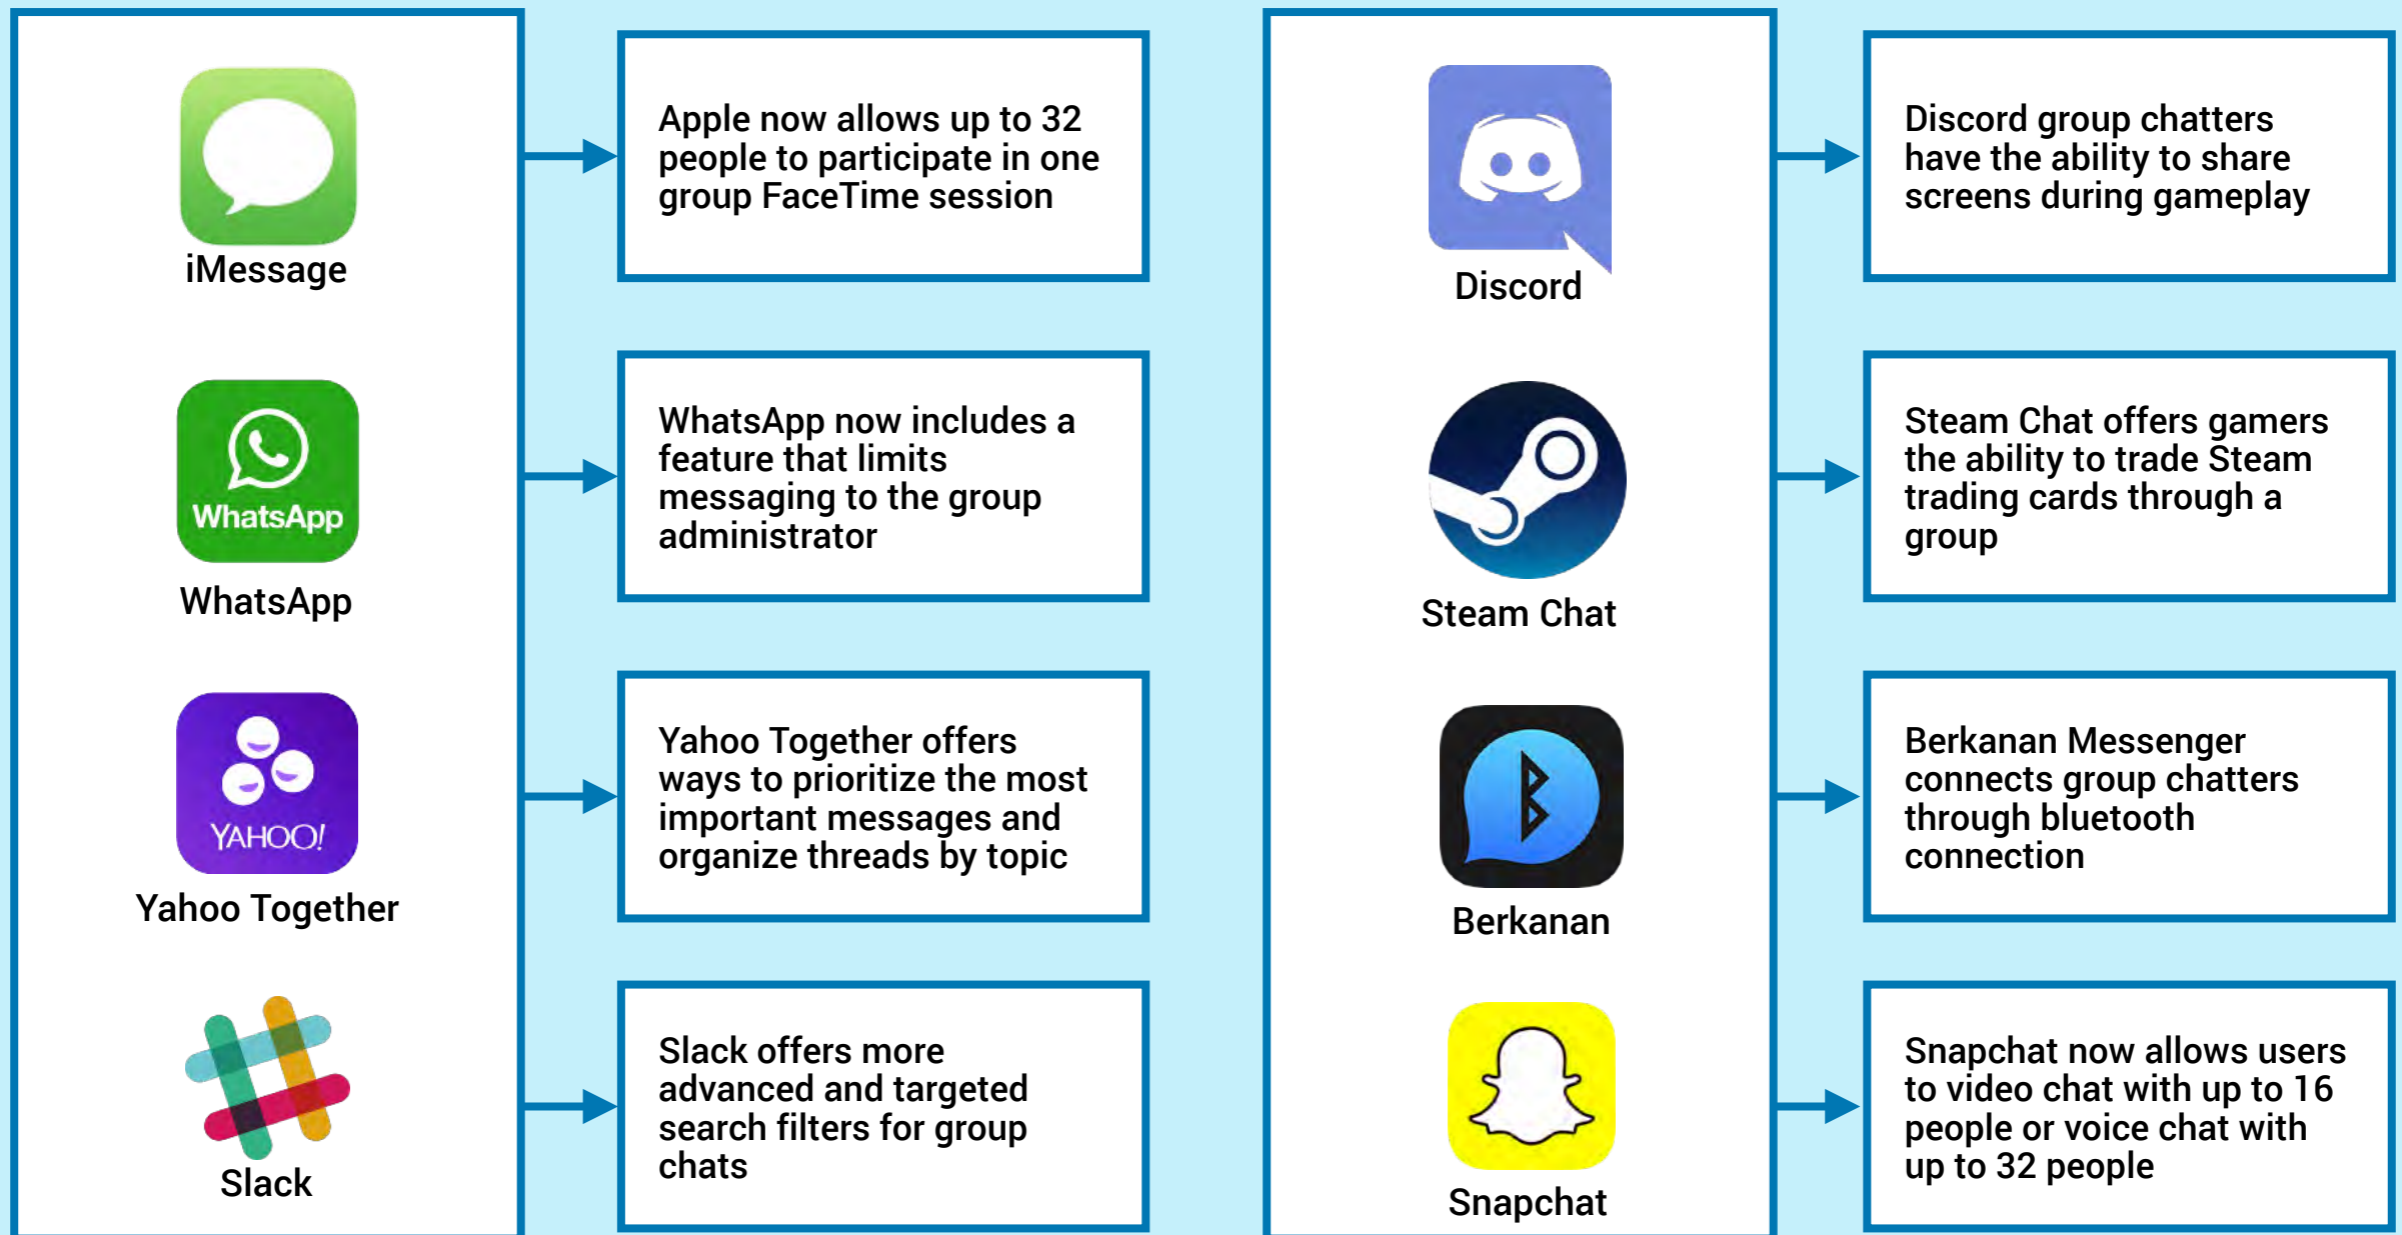 iMessage
Apple now allows up to 32
people to participate in one
group FaceTime session
WhatsApp
WhatsApp
WhatsApp now includes a
feature that limits
messaging to the group
administrator
YAHOO!
Yahoo Together
Yahoo Together offers
ways to prioritize the most
important messages and
organize threads by topic
Slack
Slack offers more
advanced and targeted
search filters for group
chats
Discord
Discord group chatters
have the ability to share
screens during gameplay
Steam Chat
Steam Chat offers gamers
the ability to trade Steam
trading cards through a
group
Berkanan
Berkanan Messenger
connects group chatters
through bluetooth
connection
Snapchat
Snapchat now allows users
to video chat with up to 16
people or voice chat with
up to 32 people